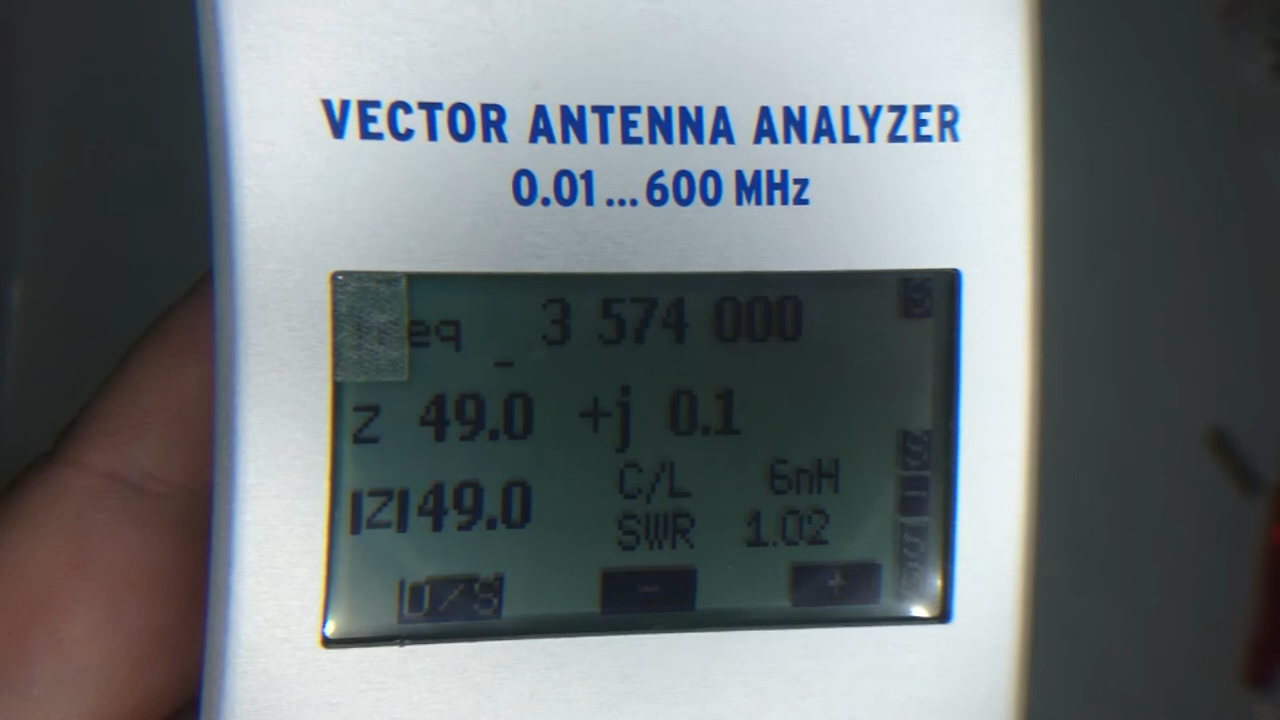 VECTOR ANTENNA ANALYZER
0.01...600 MHz
eq 3 574 000
Z 49.0 +j 0.1
|Z| 49.0 C/L 6nH
SWR 1.02
- +